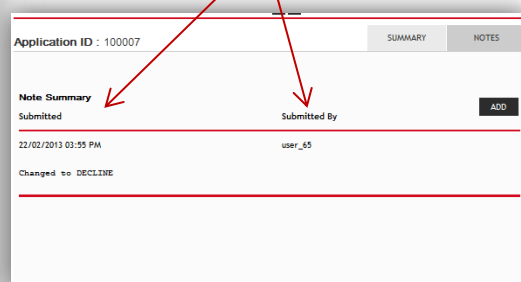 Application ID : 100007
SUMMARY
NOTES
Note Summary
ADD
Submitted
Submitted By
22/02/2013 03:55 PM
user_65
Changed to DECLINE